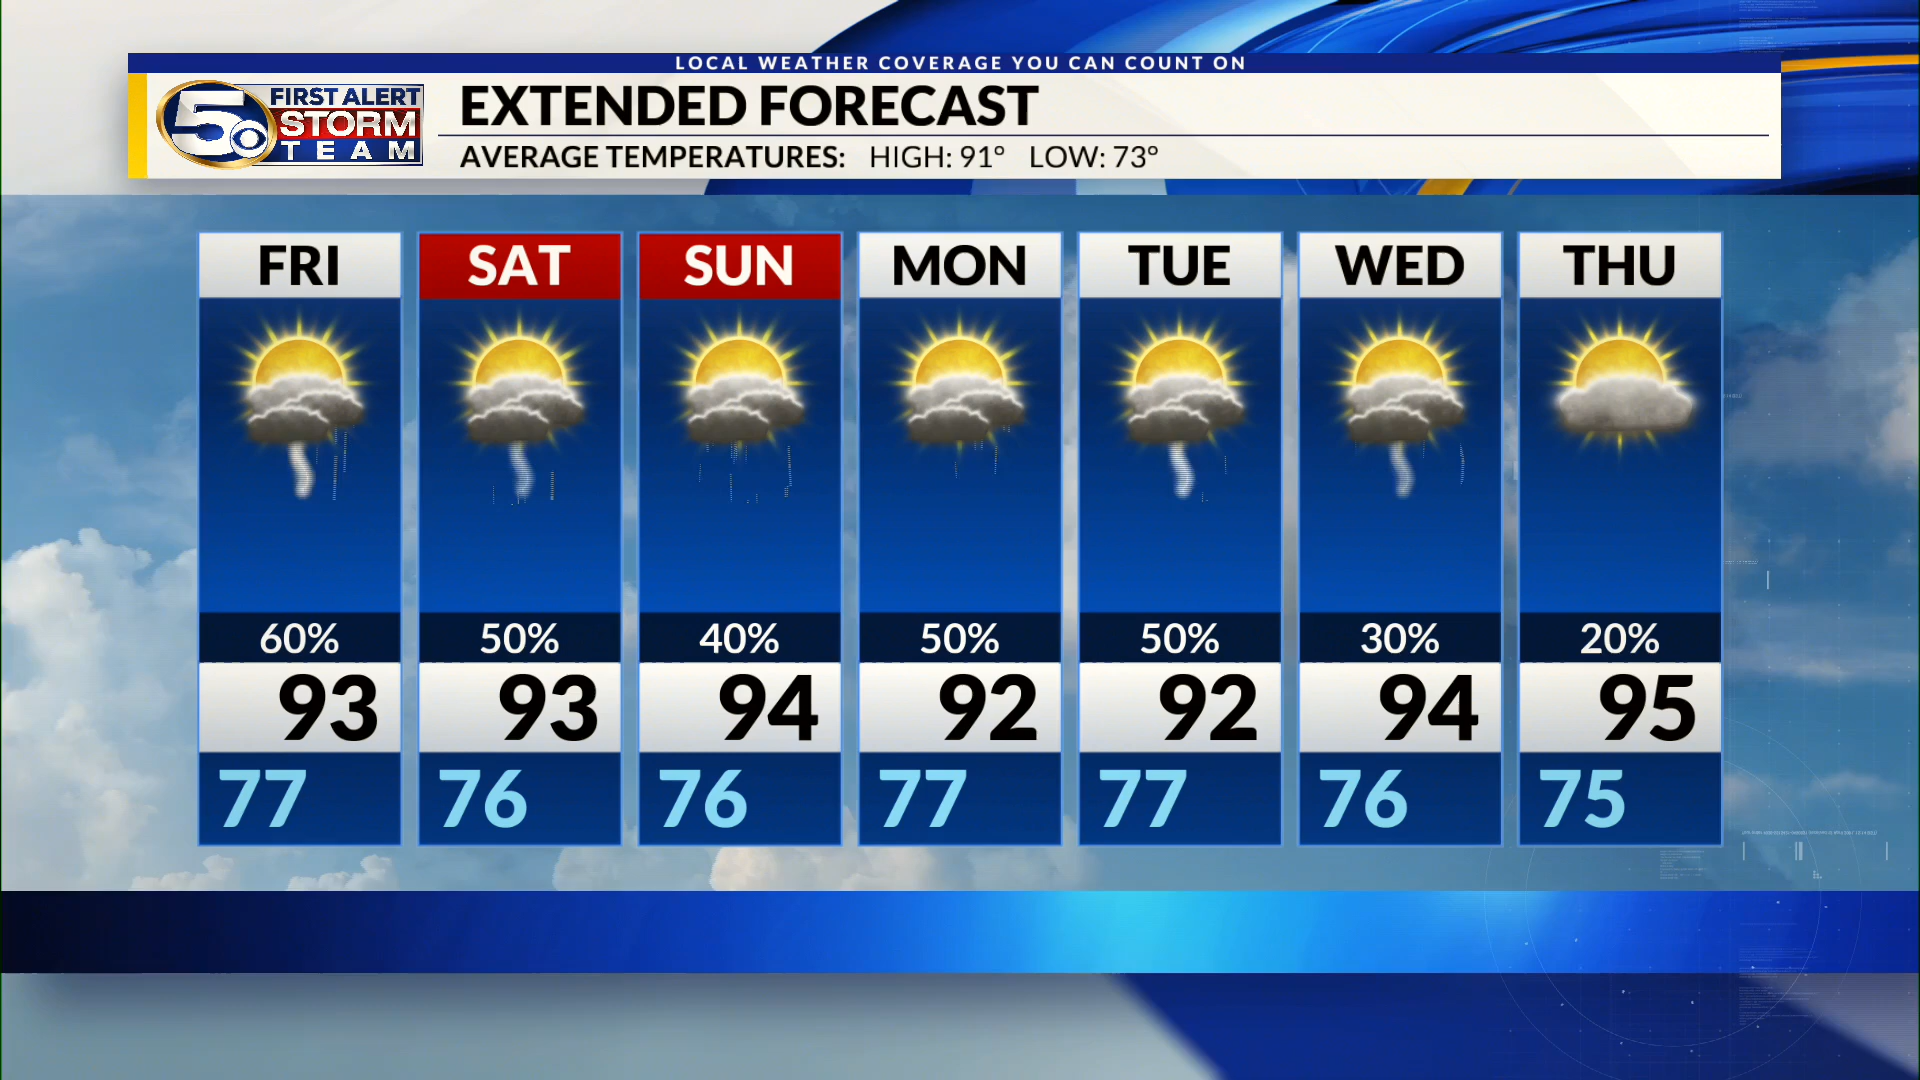 LOCAL WEATHER COVERAGE YOU CAN COUNT ON
5 FIRST ALERT
STORM
TEAM
EXTENDED FORECAST
AVERAGE TEMPERATURES: HIGH: 91° LOW: 73°
FRI SAT SUN MON TUE WED THU
60% 50% 40% 50% 50% 30% 20%
93 93 94 92 92 94 95
77 76 76 77 77 76 75